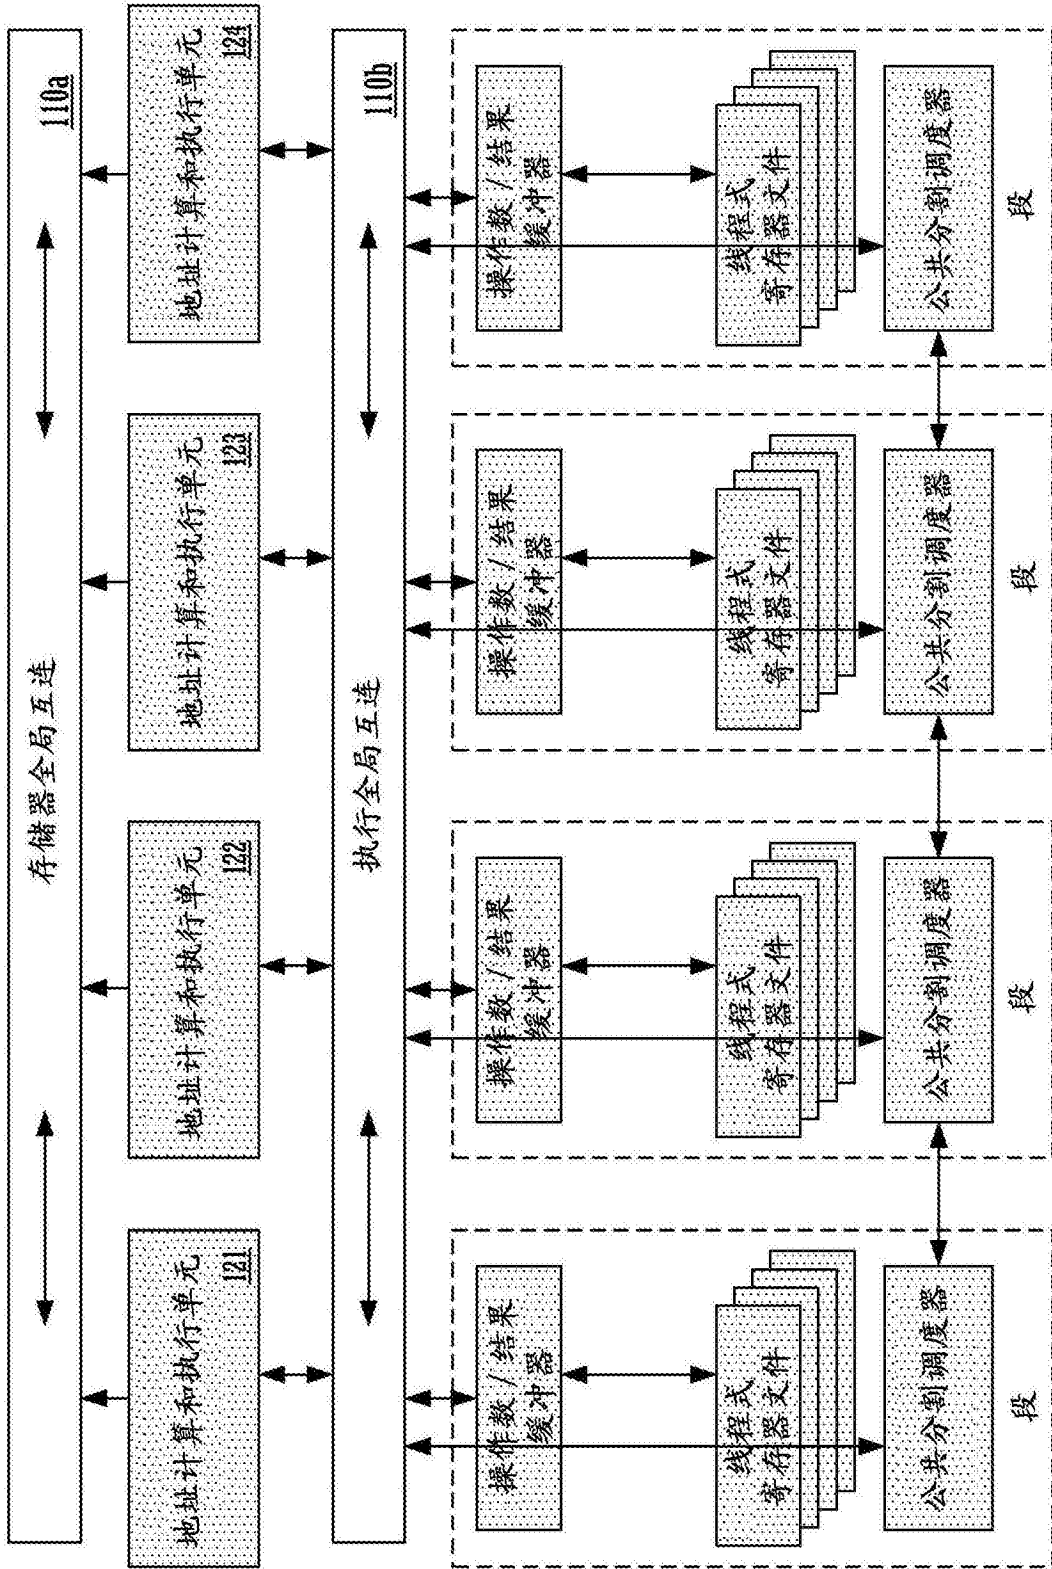 存储器全局互连
110a
地址计算和执行单元
121
地址计算和执行单元
122
地址计算和执行单元
123
地址计算和执行单元
124
执行全局互连
110b
操作数/结果
缓冲器
操作数/结果
缓冲器
操作数/结果
缓冲器
操作数/结果
缓冲器
线程式
寄存器文件
线程式
寄存器文件
线程式
寄存器文件
线程式
寄存器文件
公共分割调度器
公共分割调度器
公共分割调度器
公共分割调度器
段
段
段
段